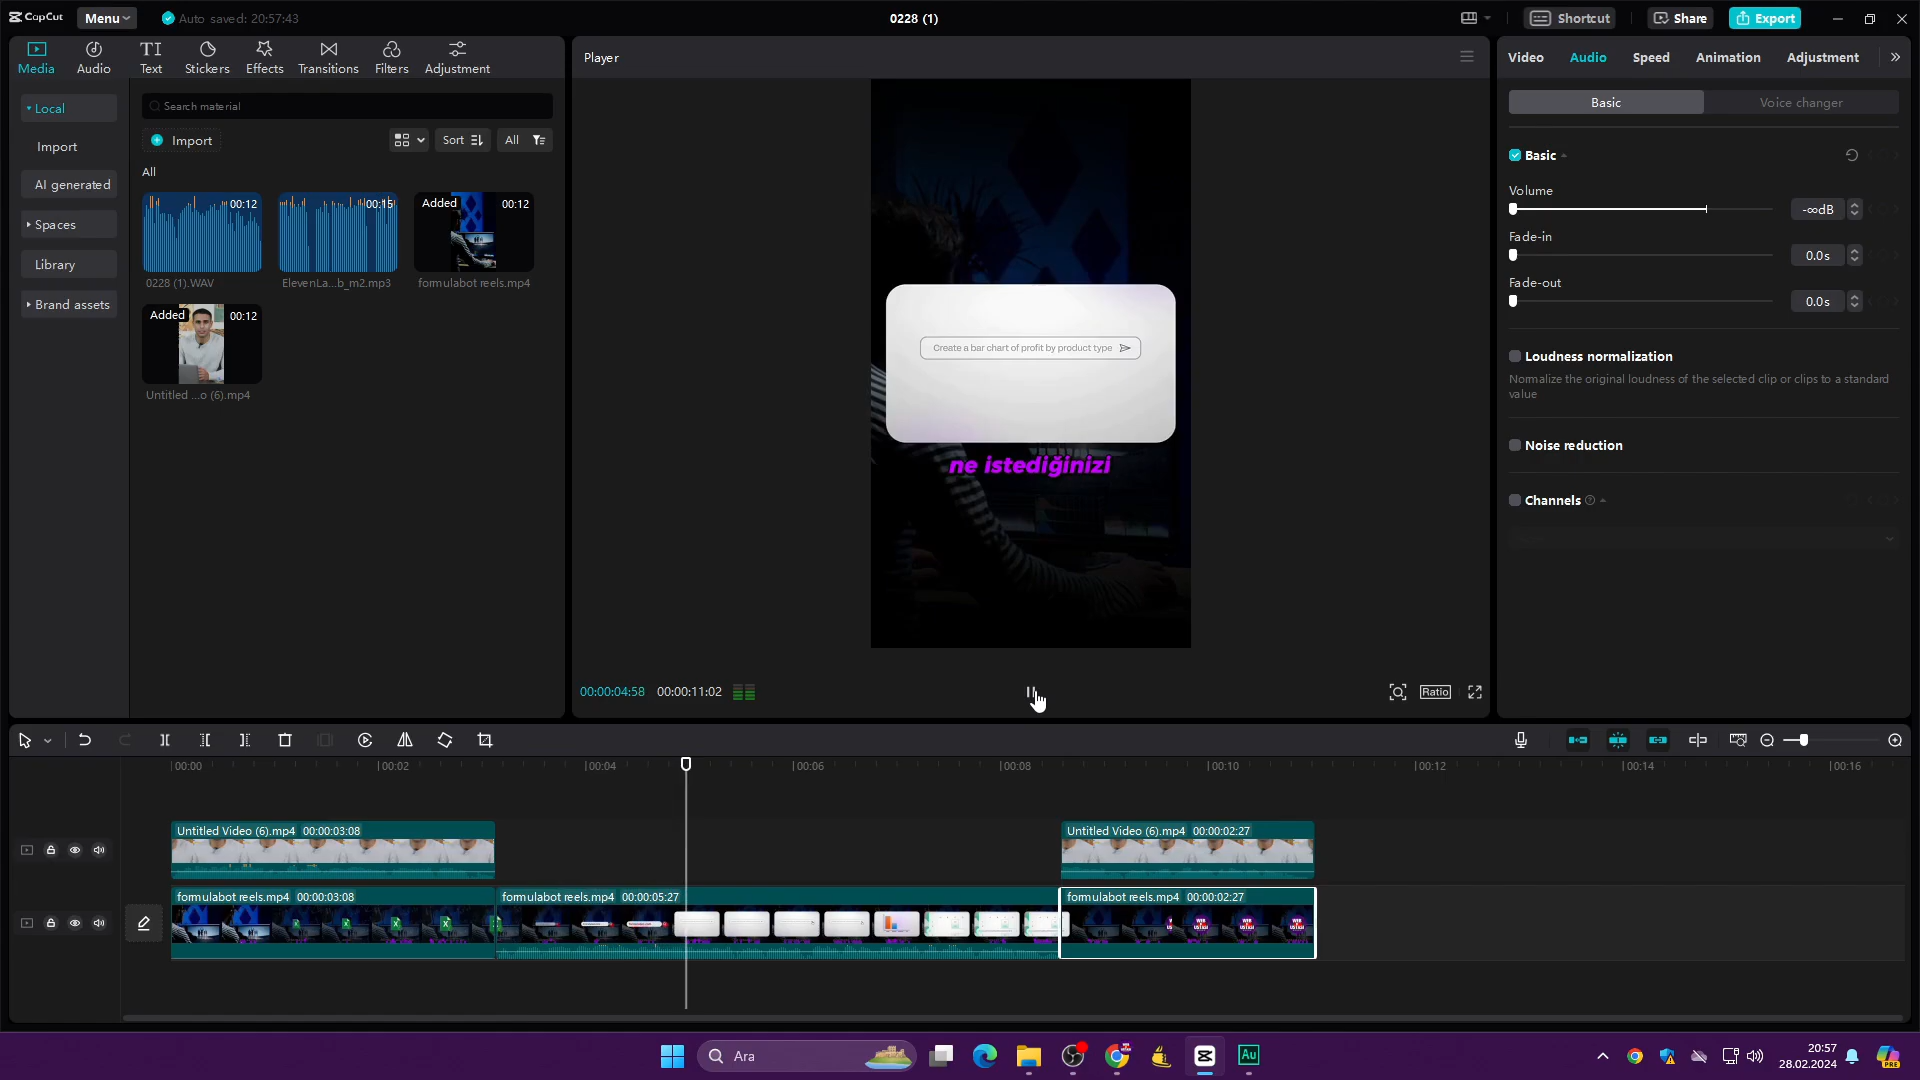 CapCut
Menu
Auto saved: 20:57:43
0228 (1)
Shortcut
Share
Export
Media
Audio
Text
Stickers
Effects
Transitions
Filters
Adjustment
Local
Import
AI generated
Spaces
Library
Brand assets
Search material
Import
Sort
All
All
00:12
0228 (1).WAV
00:15
ElevenLa...b_m2.mp3
Added
00:12
formulabot reels.mp4
Added
00:12
Untitled ...o (6).mp4
Player
Create a bar chart of profit by product type
ne istediğinizi
00:00:04:58
00:00:11:02
Ratio
Video
Audio
Speed
Animation
Adjustment
Basic
Voice changer
Basic
Volume
-∞dB
Fade-in
0.0s
Fade-out
0.0s
Loudness normalization
Normalize the original loudness of the selected clip or clips to a standard
value
Noise reduction
Channels
00:00
00:02
00:04
00:06
00:08
00:10
00:12
00:14
00:16
Untitled Video (6).mp4 00:00:03:08
Untitled Video (6).mp4 00:00:02:27
formulabot reels.mp4 00:00:03:08
formulabot reels.mp4 00:00:05:27
formulabot reels.mp4 00:00:02:27
Ara
Au
20:57
28.02.2024
PRE